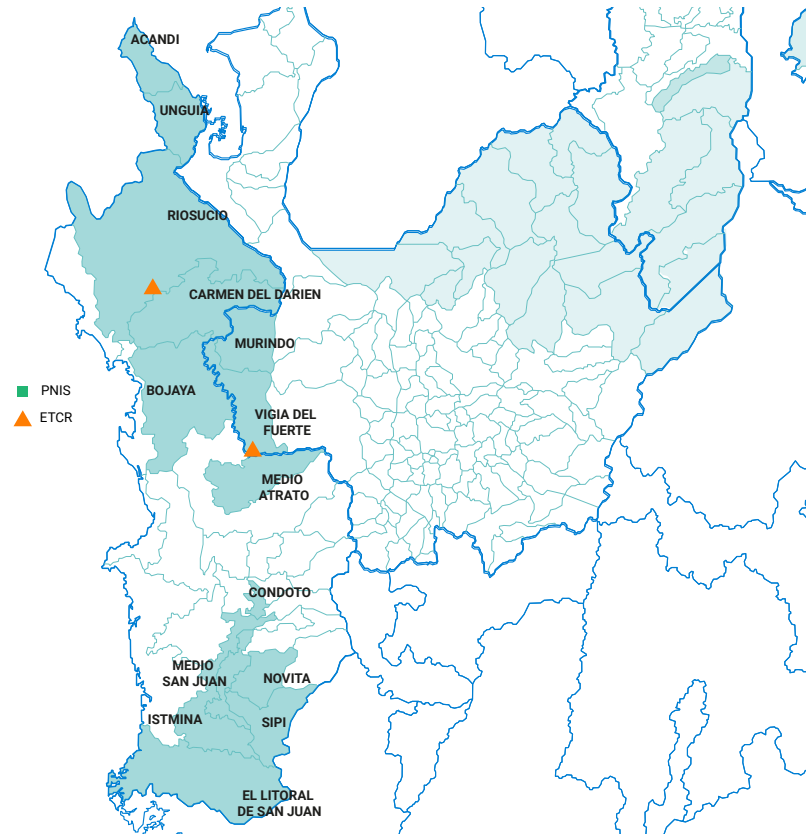 ACANDI
UNGUIA
RIOSUCIO
CARMEN DEL DARIEN
MURINDO
BOJAYA
PNIS
ETCR
VIGIA DEL
FUERTE
MEDIO
ATRATO
CONDOTO
MEDIO
SAN JUAN
NOVITA
ISTMINA
SIPI
EL LITORAL
DE SAN JUAN